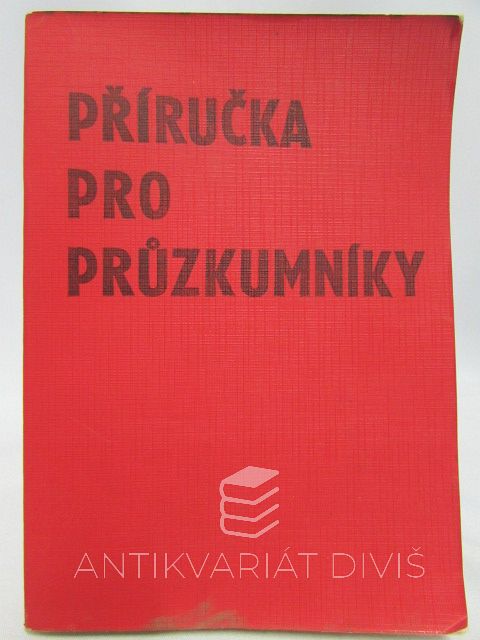 PŘÍRUČKA
PRO
PRŮZKUMNÍKY
ANTIKVARIÁT DIVIŠ